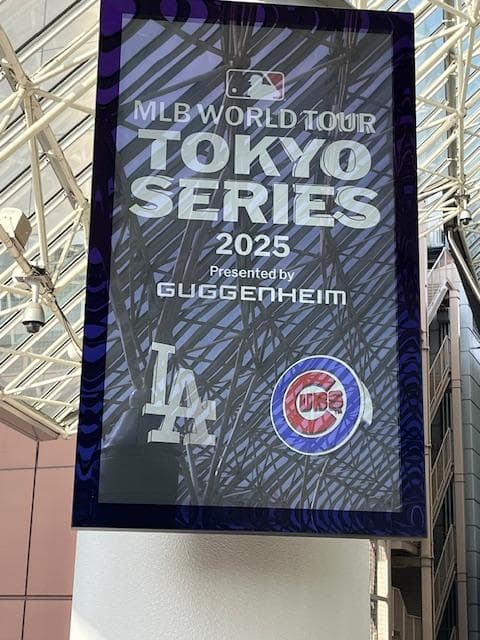 MLB WORLD TOUR
TOKYO
SERIES
2025
Presented by
GUGGENHEIM
LA
CUBS